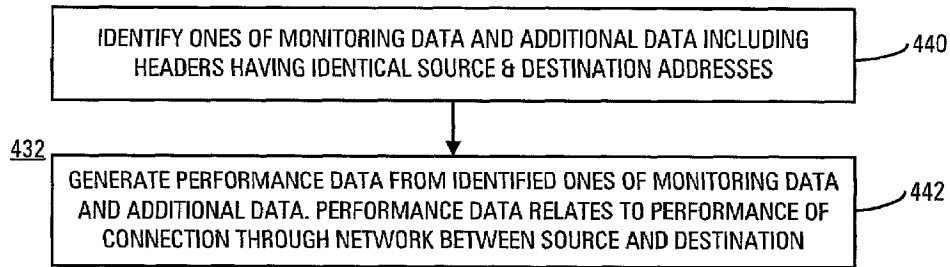 IDENTIFY ONES OF MONITORING DATA AND ADDITIONAL DATA INCLUDING
HEADERS HAVING IDENTICAL SOURCE & DESTINATION ADDRESSES
440
432
GENERATE PERFORMANCE DATA FROM IDENTIFIED ONES OF MONITORING DATA
AND ADDITIONAL DATA. PERFORMANCE DATA RELATES TO PERFORMANCE OF
CONNECTION THROUGH NETWORK BETWEEN SOURCE AND DESTINATION
442